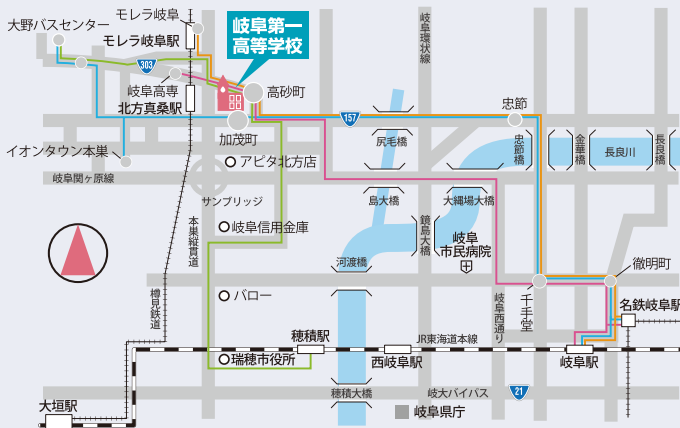 モレラ岐阜
大野バスセンター
モレラ岐阜駅
岐阜第一
高等学校
岐阜環状線
303
岐阜高専
北方真桑駅
高砂町
157
忠節
加茂町
尻毛橋
忠節橋
金華橋
長良川
長良橋
イオンタウン本巣
アピタ北方店
岐阜関ヶ原線
サンブリッジ
島大橋
大縄場大橋
本巣縦貫道
岐阜信用金庫
鏡島大橋
岐阜
市民病院
河渡橋
徹明町
樽見鉄道
バロー
岐阜西通り
千手堂
名鉄岐阜駅
穂積駅
JR東海道本線
瑞穂市役所
西岐阜駅
岐阜駅
穂積大橋
岐大バイパス
21
大垣駅
岐阜県庁